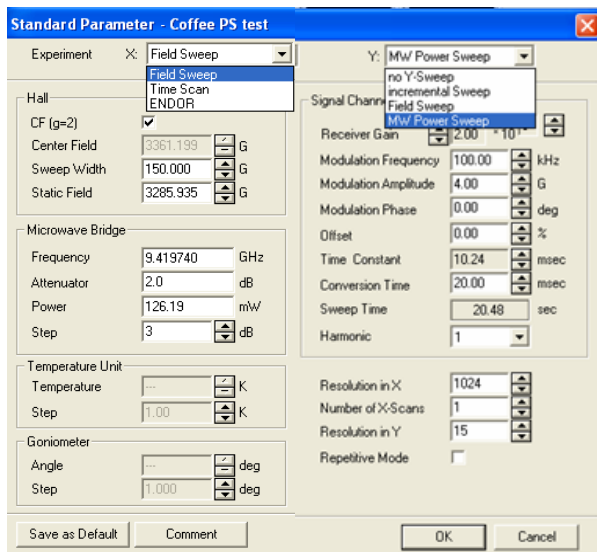 Standard Parameter - Coffee PS test
Experiment X: Field Sweep
Field Sweep
Time Scan
ENDOR
Hall
CF (g=2)
Center Field 3361.199 G
Sweep Width 150.000 G
Static Field 3285.935 G
Microwave Bridge
Frequency 9.419740 GHz
Attenuator 2.0 dB
Power 126.19 mW
Step 3 dB
Temperature Unit
Temperature --- K
Step 1.00 K
Goniometer
Angle --- deg
Step 1.000 deg
Save as Default Comment
Y: MW Power Sweep
no Y-Sweep
incremental Sweep
Field Sweep
MW Power Sweep
Signal Chann
Receiver Gain 2.00 *10
Modulation Frequency 100.00 kHz
Modulation Amplitude 4.00 G
Modulation Phase 0.00 deg
Offset 0.00 %
Time Constant 10.24 msec
Conversion Time 20.00 msec
Sweep Time 20.48 sec
Harmonic 1
Resolution in X 1024
Number of X-Scans 1
Resolution in Y 15
Repetitive Mode
OK Cancel